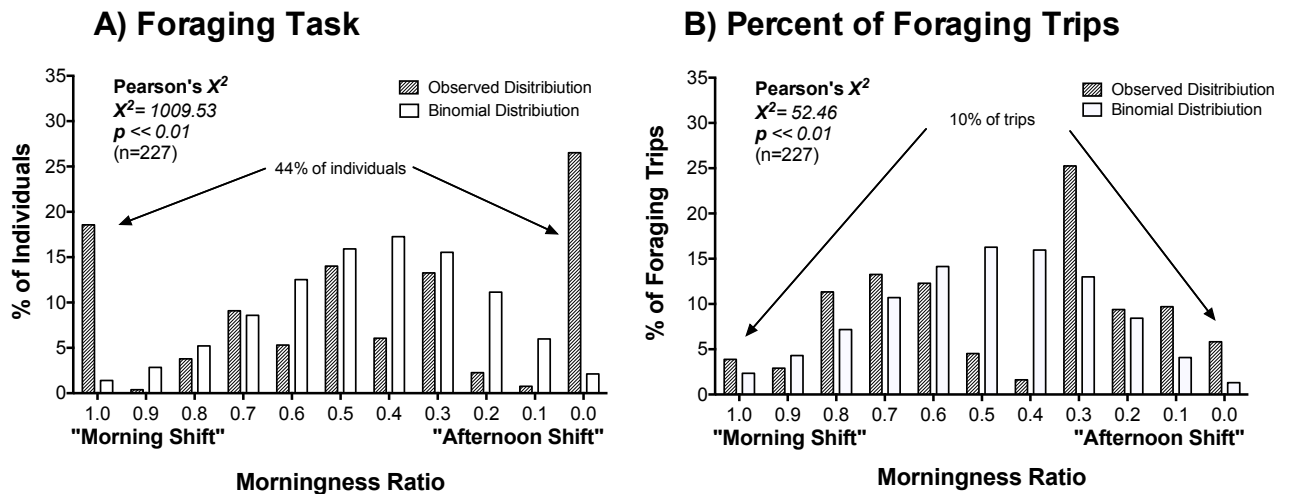 A) Foraging Task
35
30
25
20
15
10
5
0
% of Individuals
Pearson's X²
X²= 1009.53
p << 0.01
(n=227)
Observed Disitribiution
Binomial Distribiution
44% of individuals
1.0 0.9 0.8 0.7 0.6 0.5 0.4 0.3 0.2 0.1 0.0
"Morning Shift" "Afternoon Shift"
Morningness Ratio
B) Percent of Foraging Trips
35
30
25
20
15
10
5
0
% of Foraging Trips
Pearson's X²
X²= 52.46
p << 0.01
(n=227)
Observed Disitribiution
Binomial Distribiution
10% of trips
1.0 0.9 0.8 0.7 0.6 0.5 0.4 0.3 0.2 0.1 0.0
"Morning Shift" "Afternoon Shift"
Morningness Ratio